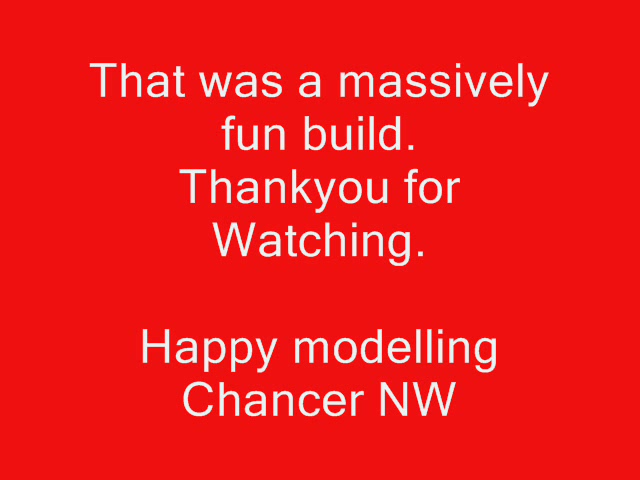 That was a massively
fun build.
Thankyou for
Watching.
Happy modelling
Chancer NW